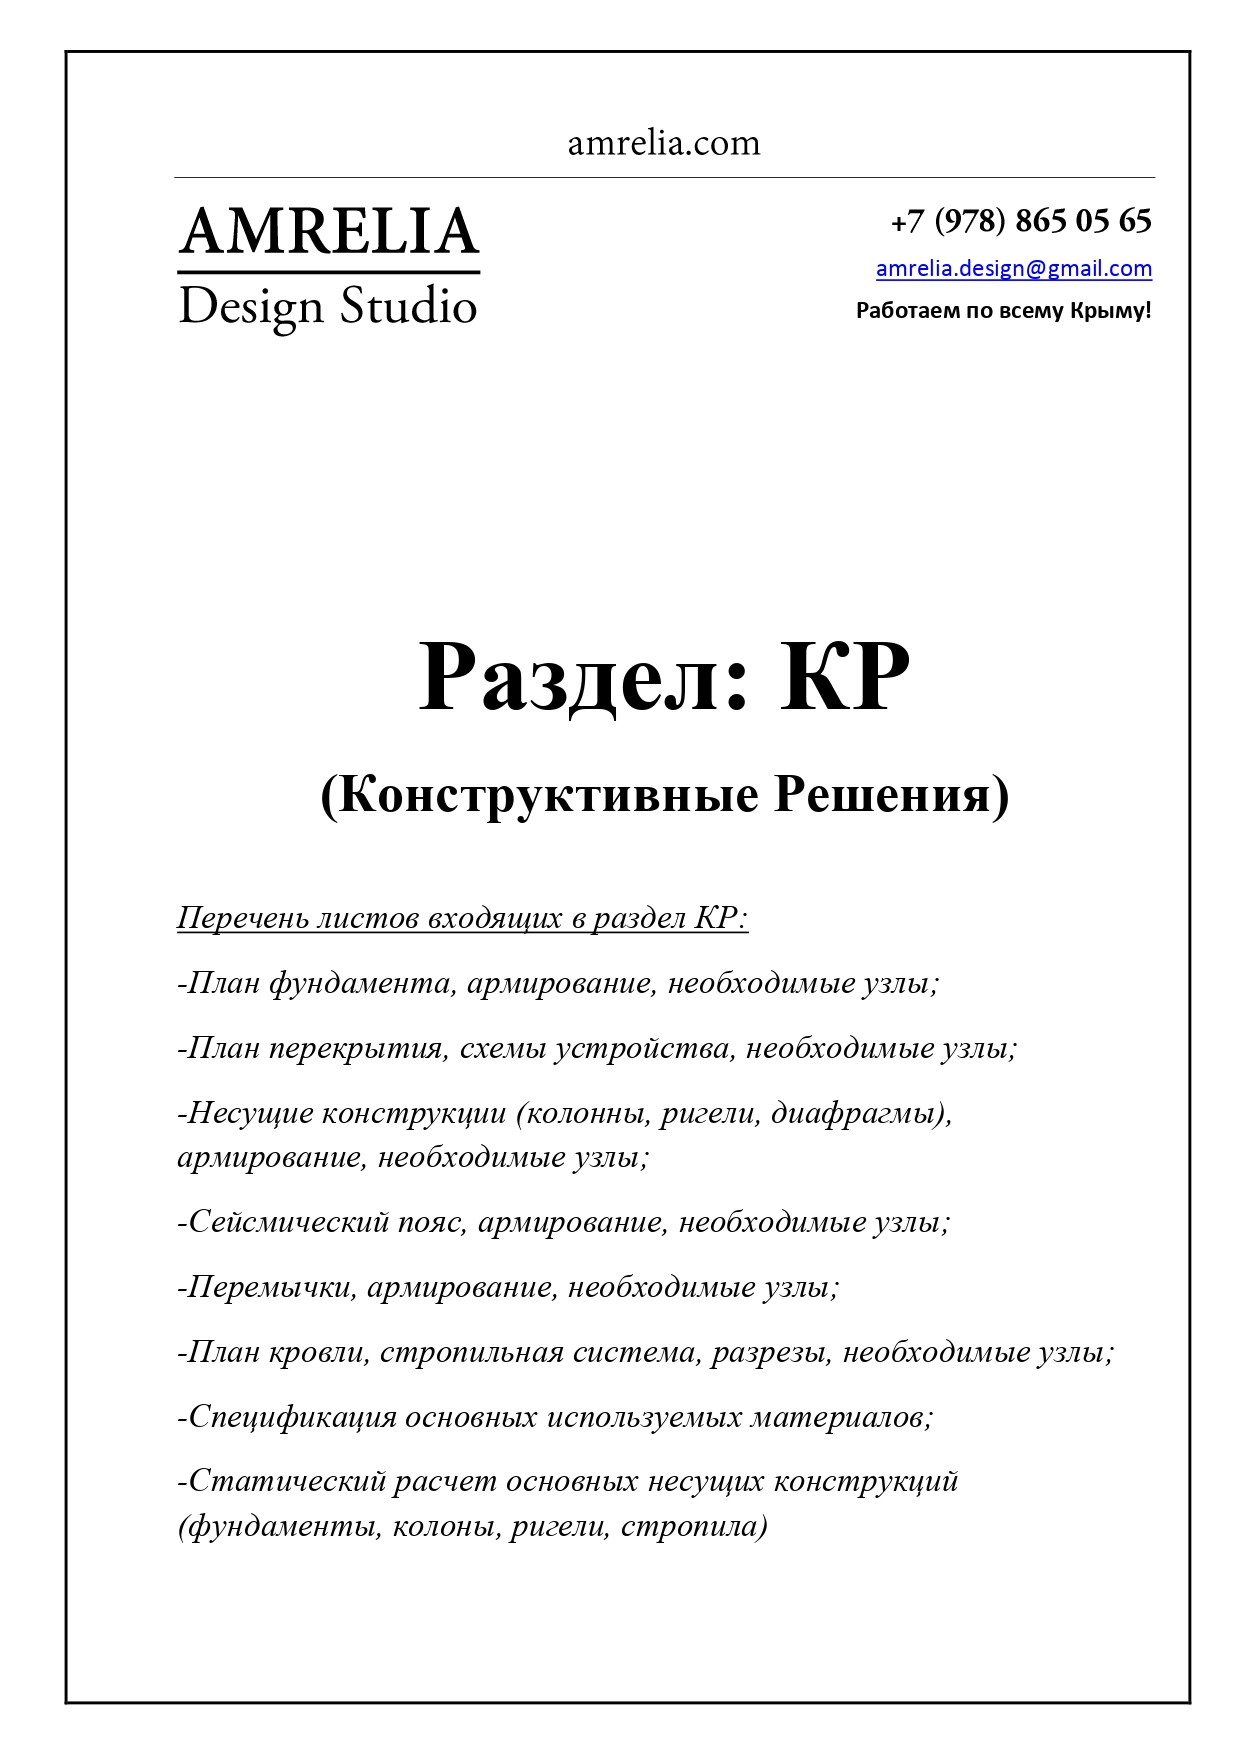 amrelia.com
AMRELIA
Design Studio
+7 (978) 865 05 65
amrelia.design@gmail.com
Работаем по всему Крыму!
Раздел: КР
(Конструктивные Решения)
Перечень листов входящих в раздел КР:
-План фундамента, армирование, необходимые узлы;
-План перекрытия, схемы устройства, необходимые узлы;
-Несущие конструкции (колонны, ригели, диафрагмы),
армирование, необходимые узлы;
-Сейсмический пояс, армирование, необходимые узлы;
-Перемычки, армирование, необходимые узлы;
-План кровли, стропильная система, разрезы, необходимые узлы;
-Спецификация основных используемых материалов;
-Статический расчет основных несущих конструкций
(фундаменты, колоны, ригели, стропила)